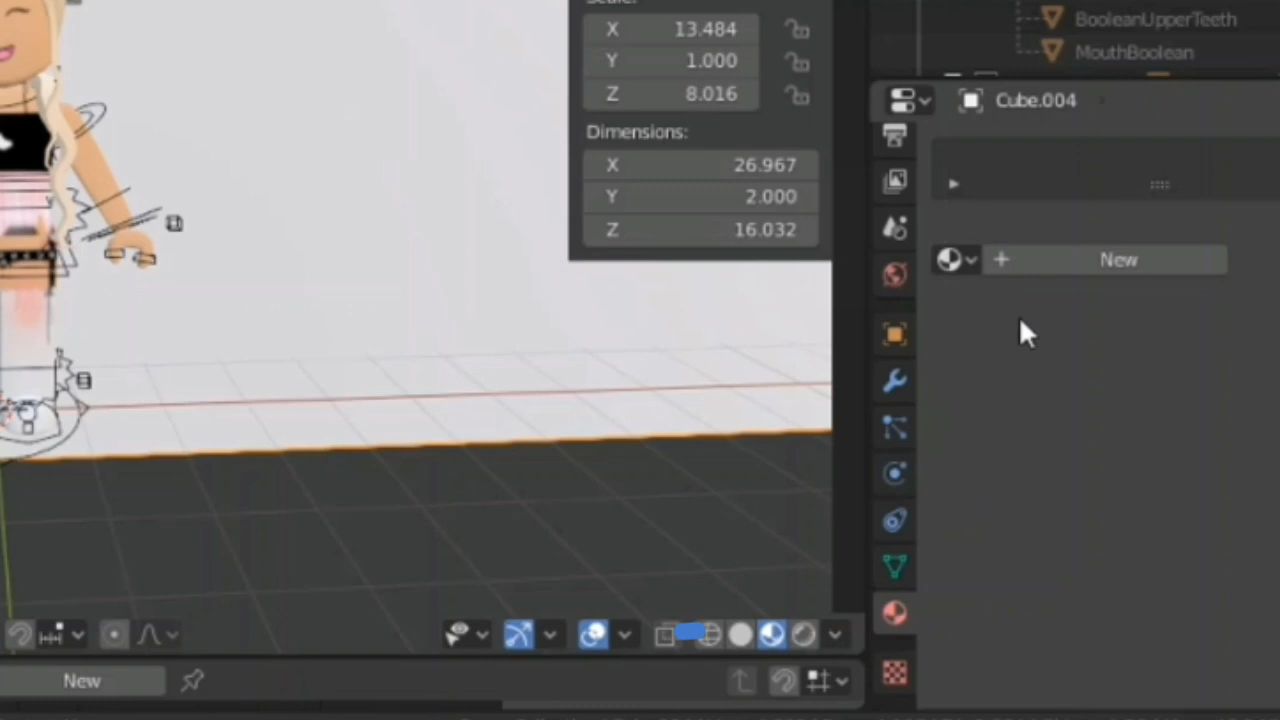 X 13.484
Y 1.000
Z 8.016
Dimensions:
X 26.967
Y 2.000
Z 16.032
BooleanUpperTeeth
MouthBoolean
Cube.004
New
New